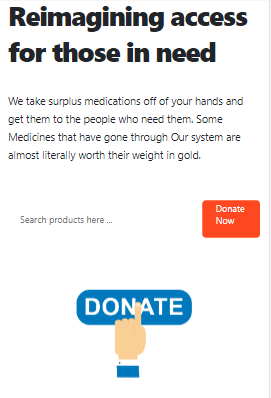 Reimagining access
for those in need
We take surplus medications off of your hands and
get them to the people who need them. Some
Medicines that have gone through Our system are
almost literally worth their weight in gold.
Search products here ...
Donate
Now
DONATE